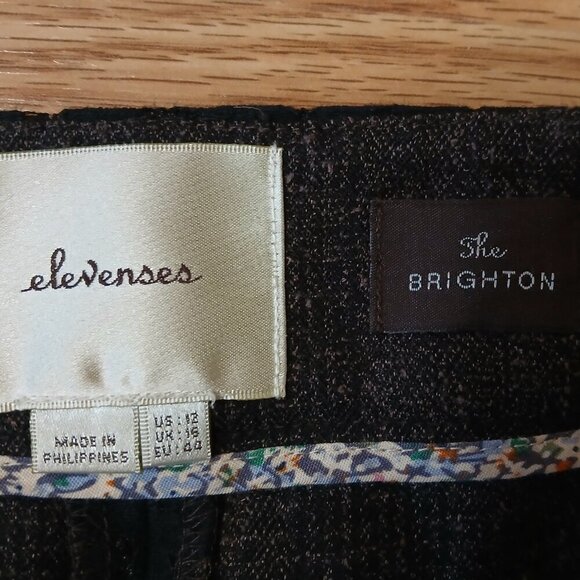 elevenses
The
BRIGHTON
MADE IN
PHILIPPINES
US: 12
UK: 16
EU: 44